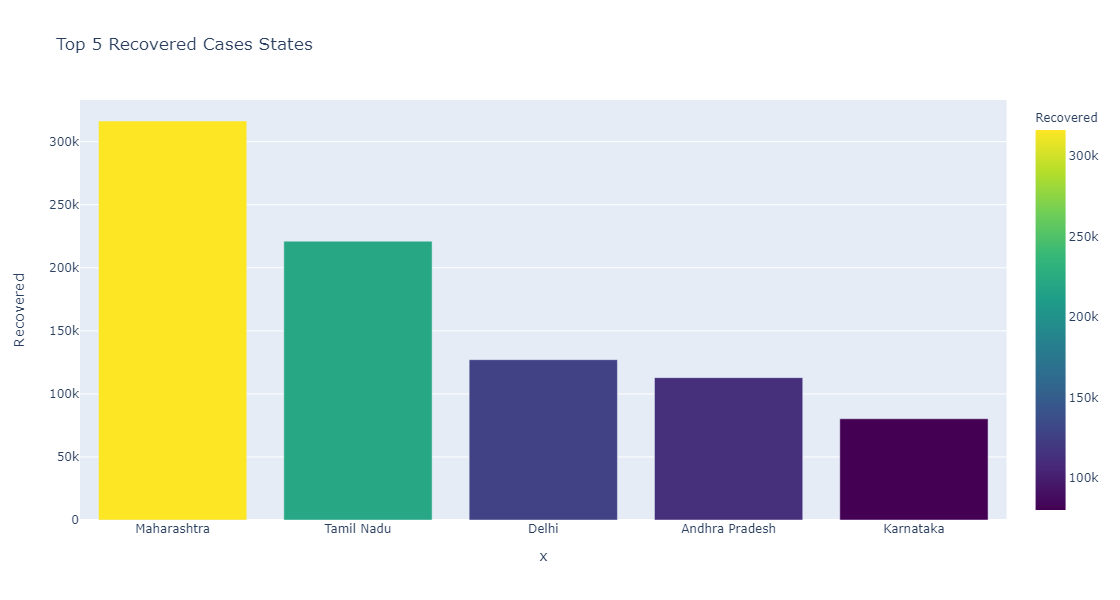 Top 5 Recovered Cases States
Recovered
300k
250k
200k
150k
100k
50k
0
Maharashtra
Tamil Nadu
Delhi
Andhra Pradesh
Karnataka
x
Recovered
300k
250k
200k
150k
100k